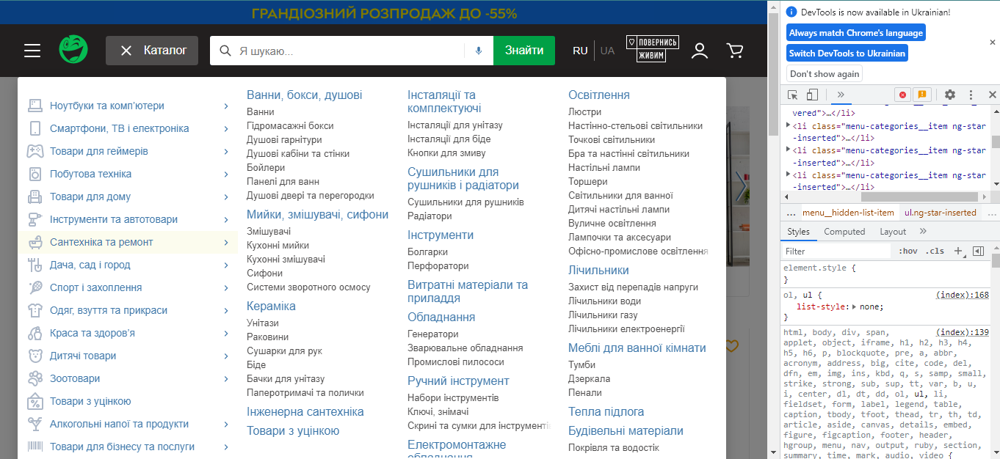 ГРАНДІОЗНИЙ РОЗПРОДАЖ ДО -55%
Каталог
Я шукаю...
Знайти
RU
UA
ПОВЕРНИСЬ
ЖИВИМ
Ноутбуки та комп'ютери
Смартфони, ТВ і електроніка
Товари для геймерів
Побутова техніка
Товари для дому
Інструменти та автотовари
Сантехніка та ремонт
Дача, сад і город
Спорт і захоплення
Одяг, взуття та прикраси
Краса та здоров'я
Дитячі товари
Зоотовари
Товари з уцінкою
Алкогольні напої та продукти
Товари для бізнесу та послуги
Ванни, бокси, душові
Ванни
Гідромасажні бокси
Душові гарнітури
Душові кабіни та стінки
Бойлери
Панелі для ванн
Душові двері та перегородки
Мийки, змішувачі, сифони
Змішувачі
Кухонні мийки
Кухонні змішувачі
Сифони
Системи зворотного осмосу
Кераміка
Унітази
Раковини
Сушарки для рук
Біде
Бачки для унітазу
Паперотримачі та полички
Інженерна сантехніка
Товари з уцінкою
Інсталяції та
комплектуючі
Інсталяції для унітазу
Інсталяції для біде
Кнопки для змиву
Сушильники для
рушників і радіатори
Сушильники для рушників
Радіатори
Інструменти
Болгарки
Перфоратори
Витратні матеріали та
приладдя
Обладнання
Генератори
Зварювальне обладнання
Промислові пилососи
Ручний інструмент
Набори інструментів
Ключі, знімачі
Скрині та сумки для інструментів
Електромонтажне
обладнання
Освітлення
Люстри
Настінно-стельові світильники
Точкові світильники
Бра та настінні світильники
Настільні лампи
Торшери
Світильники для ванної
Дитячі настільні лампи
Вуличне освітлення
Лампочки та аксесуари
Офісно-промислове освітлення
Лічильники
Захист від перепадів напруги
Лічильники води
Лічильники газу
Лічильники електроенергії
Меблі для ванної кімнати
Тумби
Дзеркала
Пенали
Тепла підлога
Будівельні матеріали
Покрівля та водостік
DevTools is now available in Ukrainian!
Always match Chrome's language
Switch DevTools to Ukrainian
Don't show again
vered">…</li>
<li class="menu-categories__item ng-star
-inserted">…</li>
<li class="menu-categories__item ng-star
-inserted">…</li>
<li class="menu-categories__item ng-star
-inserted">…</li>
... menu__hidden-list-item ul.ng-star-inserted ...
Styles Computed Layout
Filter :hov .cls
element.style {
}
ol, ul { (index):168
list-style: none;
}
html, body, div, span, (index):139
applet, object, iframe, h1, h2, h3, h4,
h5, h6, p, blockquote, pre, a, abbr,
acronym, address, big, cite, code, del,
dfn, em, img, ins, kbd, q, s, samp, small,
strike, strong, sub, sup, tt, var, b, u,
i, center, dl, dt, dd, ol, ul, li,
fieldset, form, label, legend, table,
caption, tbody, tfoot, thead, tr, th, td,
article, aside, canvas, details, embed,
figure, figcaption, footer, header,
hgroup, menu, nav, output, ruby, section,
summary, time, mark, audio, video {